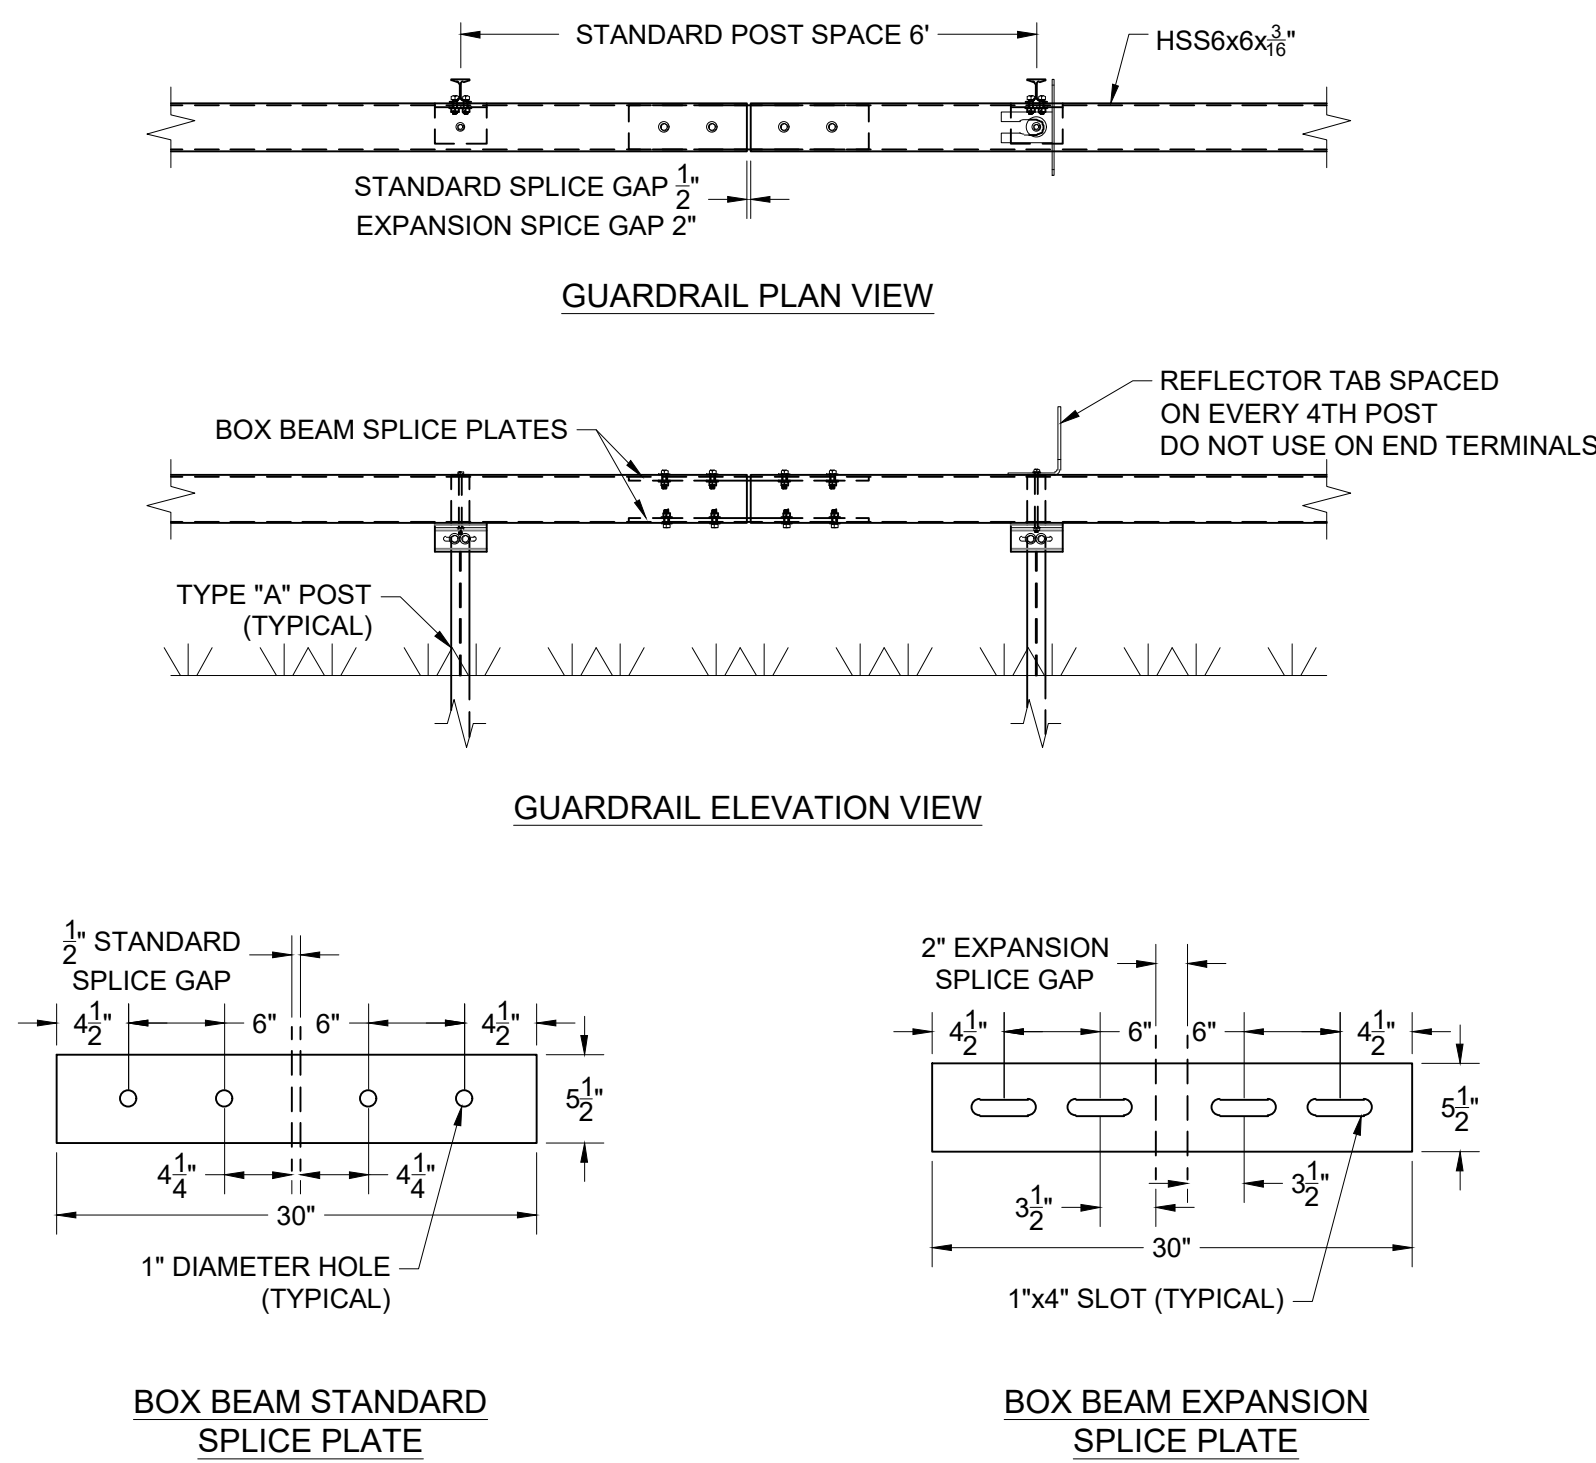 STANDARD POST SPACE 6'
HSS6x6x3/16"
STANDARD SPLICE GAP 1/2"
EXPANSION SPICE GAP 2"
GUARDRAIL PLAN VIEW
REFLECTOR TAB SPACED
ON EVERY 4TH POST
DO NOT USE ON END TERMINALS
BOX BEAM SPLICE PLATES
TYPE "A" POST
(TYPICAL)
GUARDRAIL ELEVATION VIEW
1/2" STANDARD
SPLICE GAP
4 1/2" 6" 6" 4 1/2"
5 1/2"
4 1/4" 4 1/4"
30"
1" DIAMETER HOLE
(TYPICAL)
BOX BEAM STANDARD
SPLICE PLATE
2" EXPANSION
SPLICE GAP
4 1/2" 6" 6" 4 1/2"
5 1/2"
3 1/2" 3 1/2"
30"
1"x4" SLOT (TYPICAL)
BOX BEAM EXPANSION
SPLICE PLATE